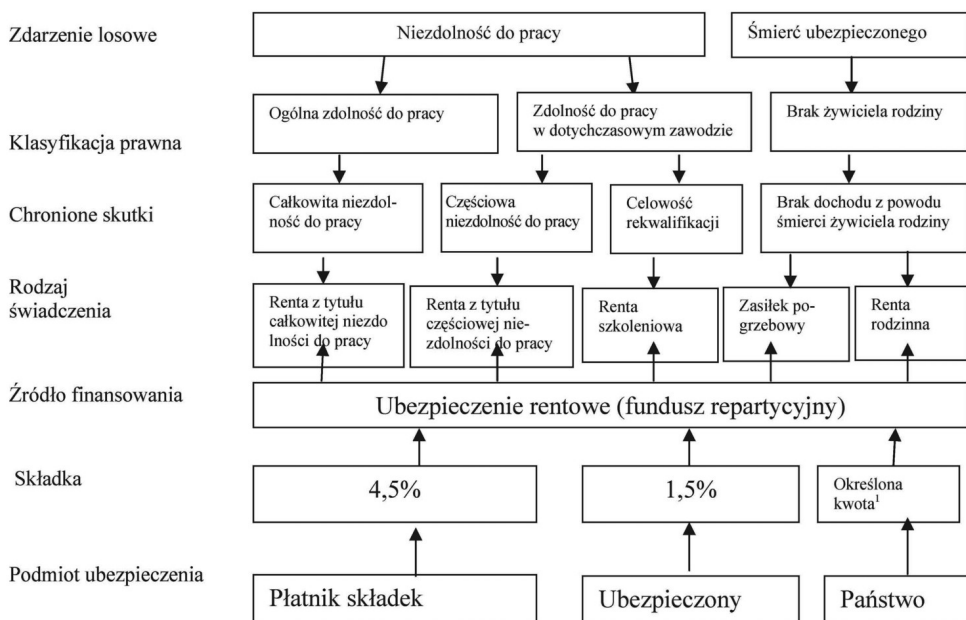 Zdarzenie losowe
Niezdolność do pracy
Śmierć ubezpieczonego
Klasyfikacja prawna
Ogólna zdolność do pracy
Zdolność do pracy
w dotychczasowym zawodzie
Brak żywiciela rodziny
Chronione skutki
Całkowita niezdol-
ność do pracy
Częściowa
niezdolność do pracy
Celowość
rekwalifikacji
Brak dochodu z powodu
śmierci żywiciela rodziny
Rodzaj
świadczenia
Renta z tytułu
całkowitej niezdo
lności do pracy
Renta z tytułu
częściowej nie-
zdolności do pracy
Renta
szkoleniowa
Zasiłek po-
grzebowy
Renta
rodzinna
Źródło finansowania
Ubezpieczenie rentowe (fundusz repartycyjny)
Składka
4,5%
1,5%
Określona
kwota¹
Podmiot ubezpieczenia
Płatnik składek
Ubezpieczony
Państwo